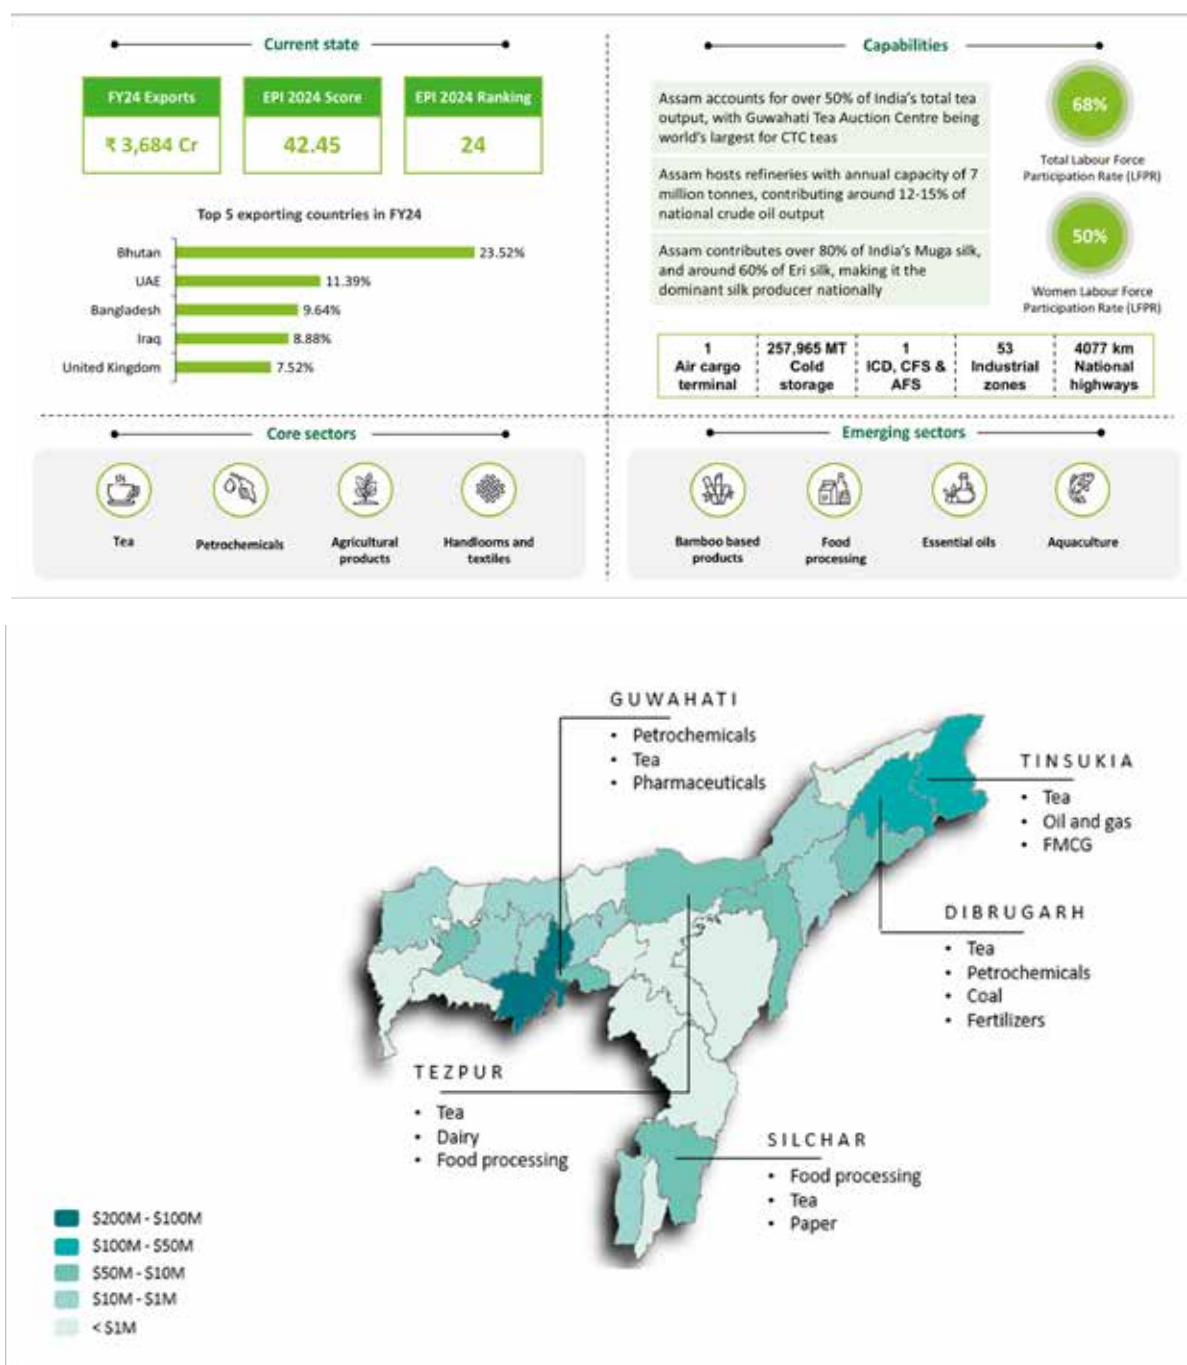 Current state
FY24 Exports
₹ 3,684 Cr
EPI 2024 Score
42.45
EPI 2024 Ranking
24
Top 5 exporting countries in FY24
Bhutan 23.52%
UAE 11.39%
Bangladesh 9.64%
Iraq 8.88%
United Kingdom 7.52%
Capabilities
Assam accounts for over 50% of India's total tea
output, with Guwahati Tea Auction Centre being
world's largest for CTC teas
Assam hosts refineries with annual capacity of 7
million tonnes, contributing around 12-15% of
national crude oil output
Assam contributes over 80% of India's Muga silk,
and around 60% of Eri silk, making it the
dominant silk producer nationally
68%
Total Labour Force
Participation Rate (LFPR)
50%
Women Labour Force
Participation Rate (LFPR)
1
Air cargo
terminal
257,965 MT
Cold
storage
1
ICD, CFS &
AFS
53
Industrial
zones
4077 km
National
highways
Core sectors
Tea
Petrochemicals
Agricultural
products
Handlooms and
textiles
Emerging sectors
Bamboo based
products
Food
processing
Essential oils
Aquaculture
GUWAHATI
• Petrochemicals
• Tea
• Pharmaceuticals
TINSUKIA
• Tea
• Oil and gas
• FMCG
DIBRUGARH
• Tea
• Petrochemicals
• Coal
• Fertilizers
TEZPUR
• Tea
• Dairy
• Food processing
SILCHAR
• Food processing
• Tea
• Paper
$200M - $100M
$100M - $50M
$50M - $10M
$10M - $1M
< $1M